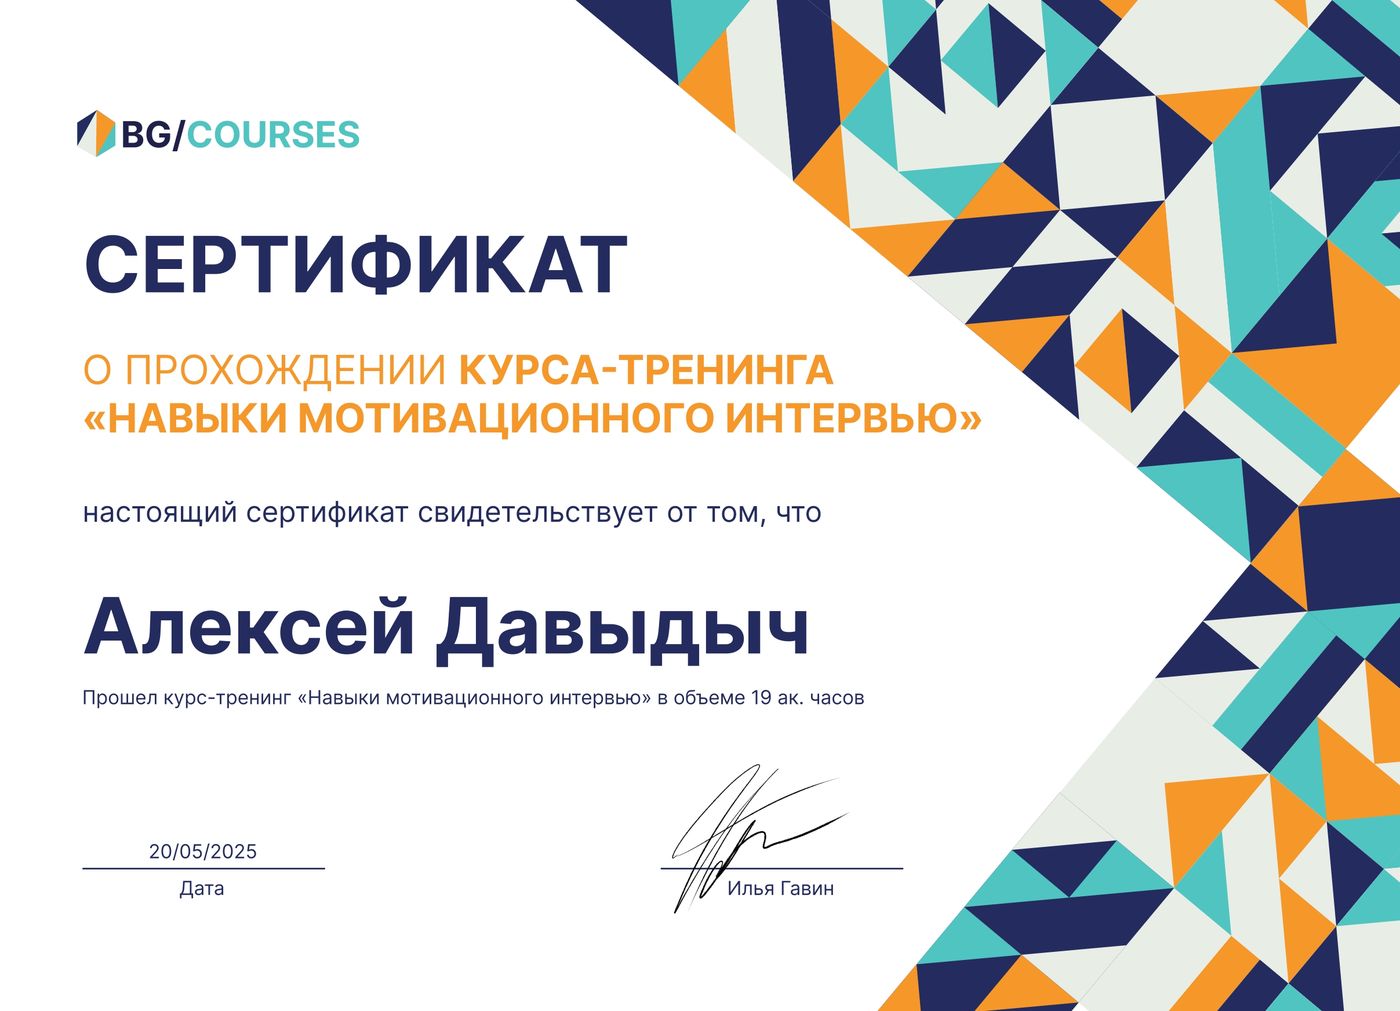 BG/COURSES
СЕРТИФИКАТ
О ПРОХОЖДЕНИИ КУРСА-ТРЕНИНГА
«НАВЫКИ МОТИВАЦИОННОГО ИНТЕРВЬЮ»
настоящий сертификат свидетельствует от том, что
Алексей Давыдыч
Прошел курс-тренинг «Навыки мотивационного интервью» в объеме 19 ак. часов
20/05/2025
Дата
Илья Гавин